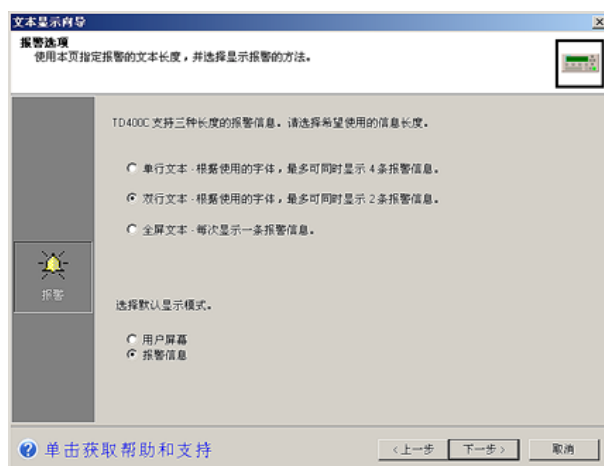 文本显示向导
报警选项
使用本页指定报警的文本长度，并选择显示报警的方法。
TD400C 支持三种长度的报警信息。请选择希望使用的信息长度。
单行文本 - 根据使用的字体，最多可同时显示 4 条报警信息。
双行文本 - 根据使用的字体，最多可同时显示 2 条报警信息。
全屏文本 - 每次显示一条报警信息。
报警
选择默认显示模式。
用户屏幕
报警信息
单击获取帮助和支持
<上一步 下一步> 取消